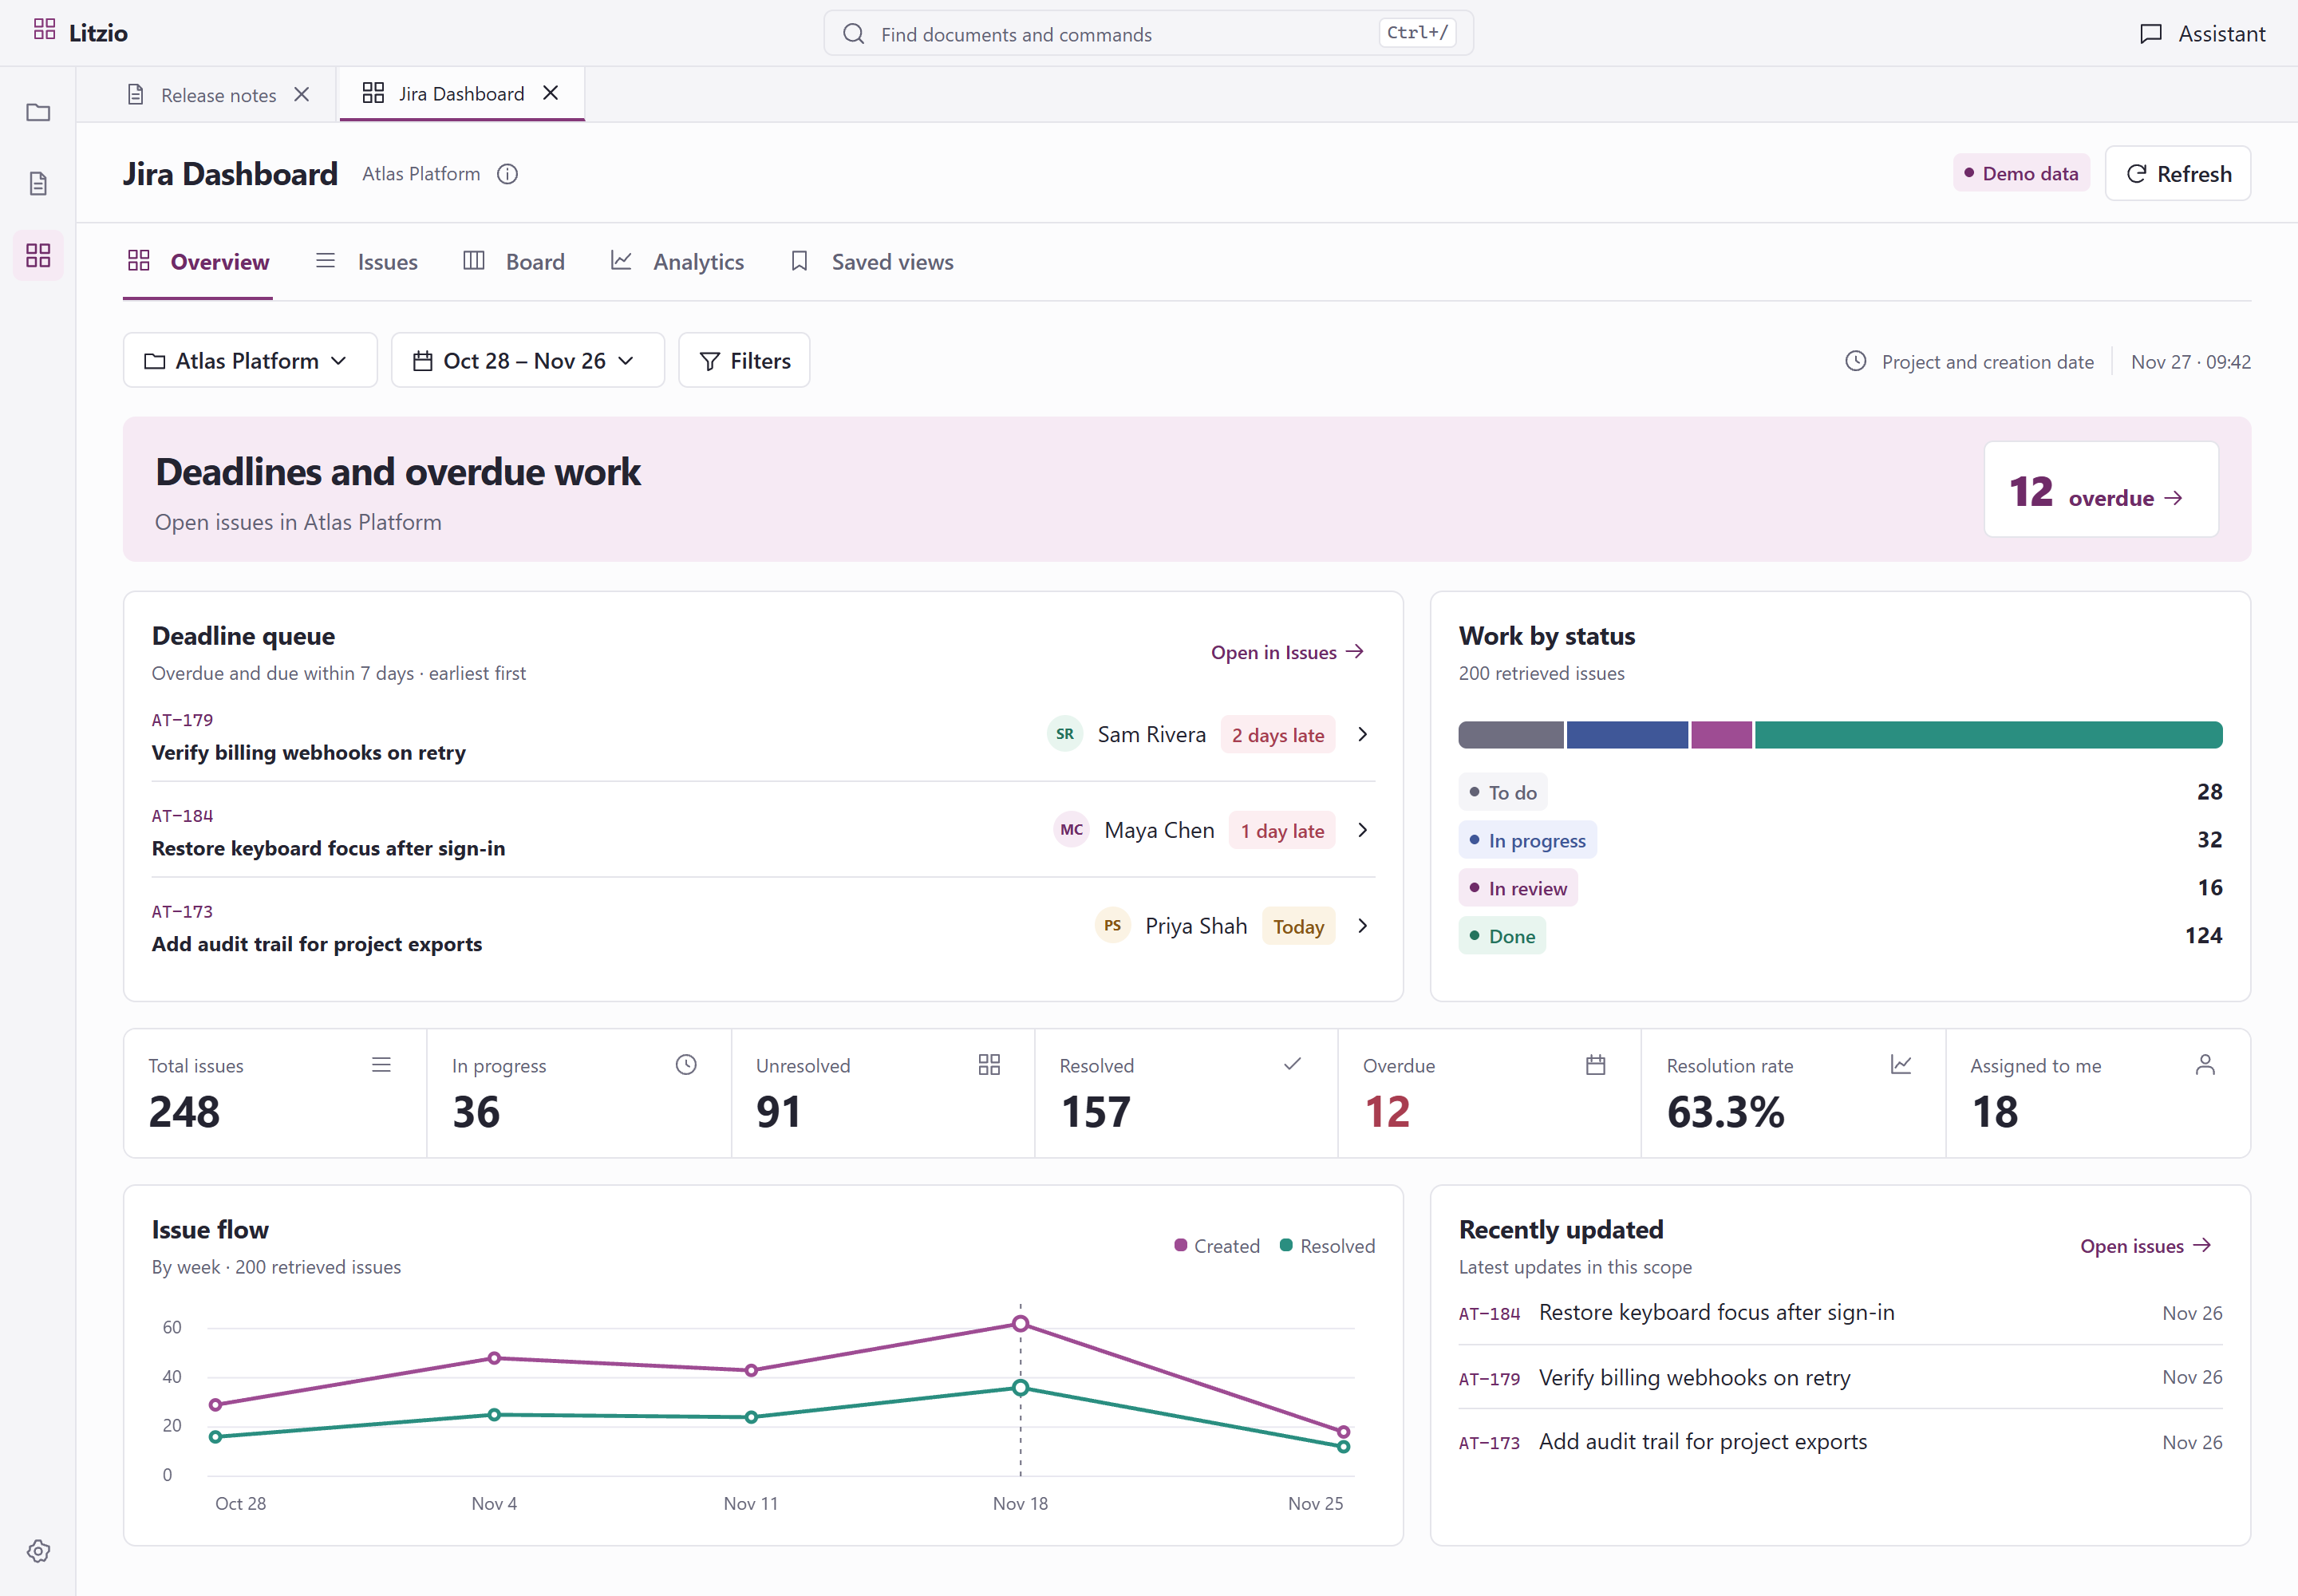 Litzio
Find documents and commands
Ctrl+/
Assistant
Release notes
Jira Dashboard
Jira Dashboard
Atlas Platform
Demo data
Refresh
Overview
Issues
Board
Analytics
Saved views
Atlas Platform
Oct 28 – Nov 26
Filters
Project and creation date
Nov 27 · 09:42
Deadlines and overdue work
Open issues in Atlas Platform
12 overdue →
Deadline queue
Overdue and due within 7 days · earliest first
Open in Issues →
AT-179
Verify billing webhooks on retry
SR Sam Rivera 2 days late
AT-184
Restore keyboard focus after sign-in
MC Maya Chen 1 day late
AT-173
Add audit trail for project exports
PS Priya Shah Today
Work by status
200 retrieved issues
To do 28
In progress 32
In review 16
Done 124
Total issues
248
In progress
36
Unresolved
91
Resolved
157
Overdue
12
Resolution rate
63.3%
Assigned to me
18
Issue flow
By week · 200 retrieved issues
Created Resolved
60
40
20
0
Oct 28 Nov 4 Nov 11 Nov 18 Nov 25
Recently updated
Latest updates in this scope
Open issues →
AT-184 Restore keyboard focus after sign-in Nov 26
AT-179 Verify billing webhooks on retry Nov 26
AT-173 Add audit trail for project exports Nov 26